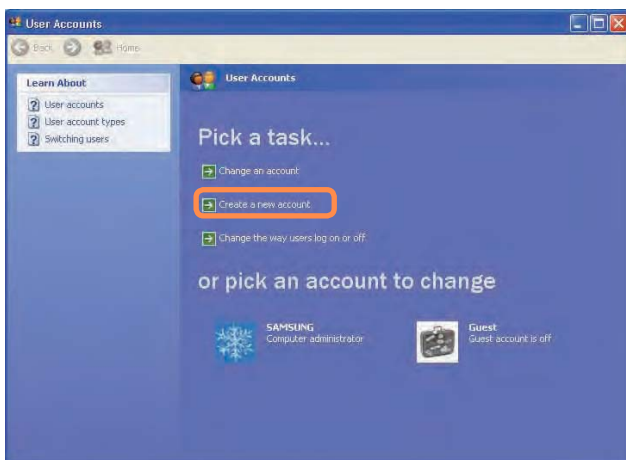 User Accounts
Back
Home
Learn About
User accounts
User account types
Switching users
User Accounts
Pick a task...
Change an account
Create a new account
Change the way users log on or off
or pick an account to change
SAMSUNG
Computer administrator
Guest
Guest account is off